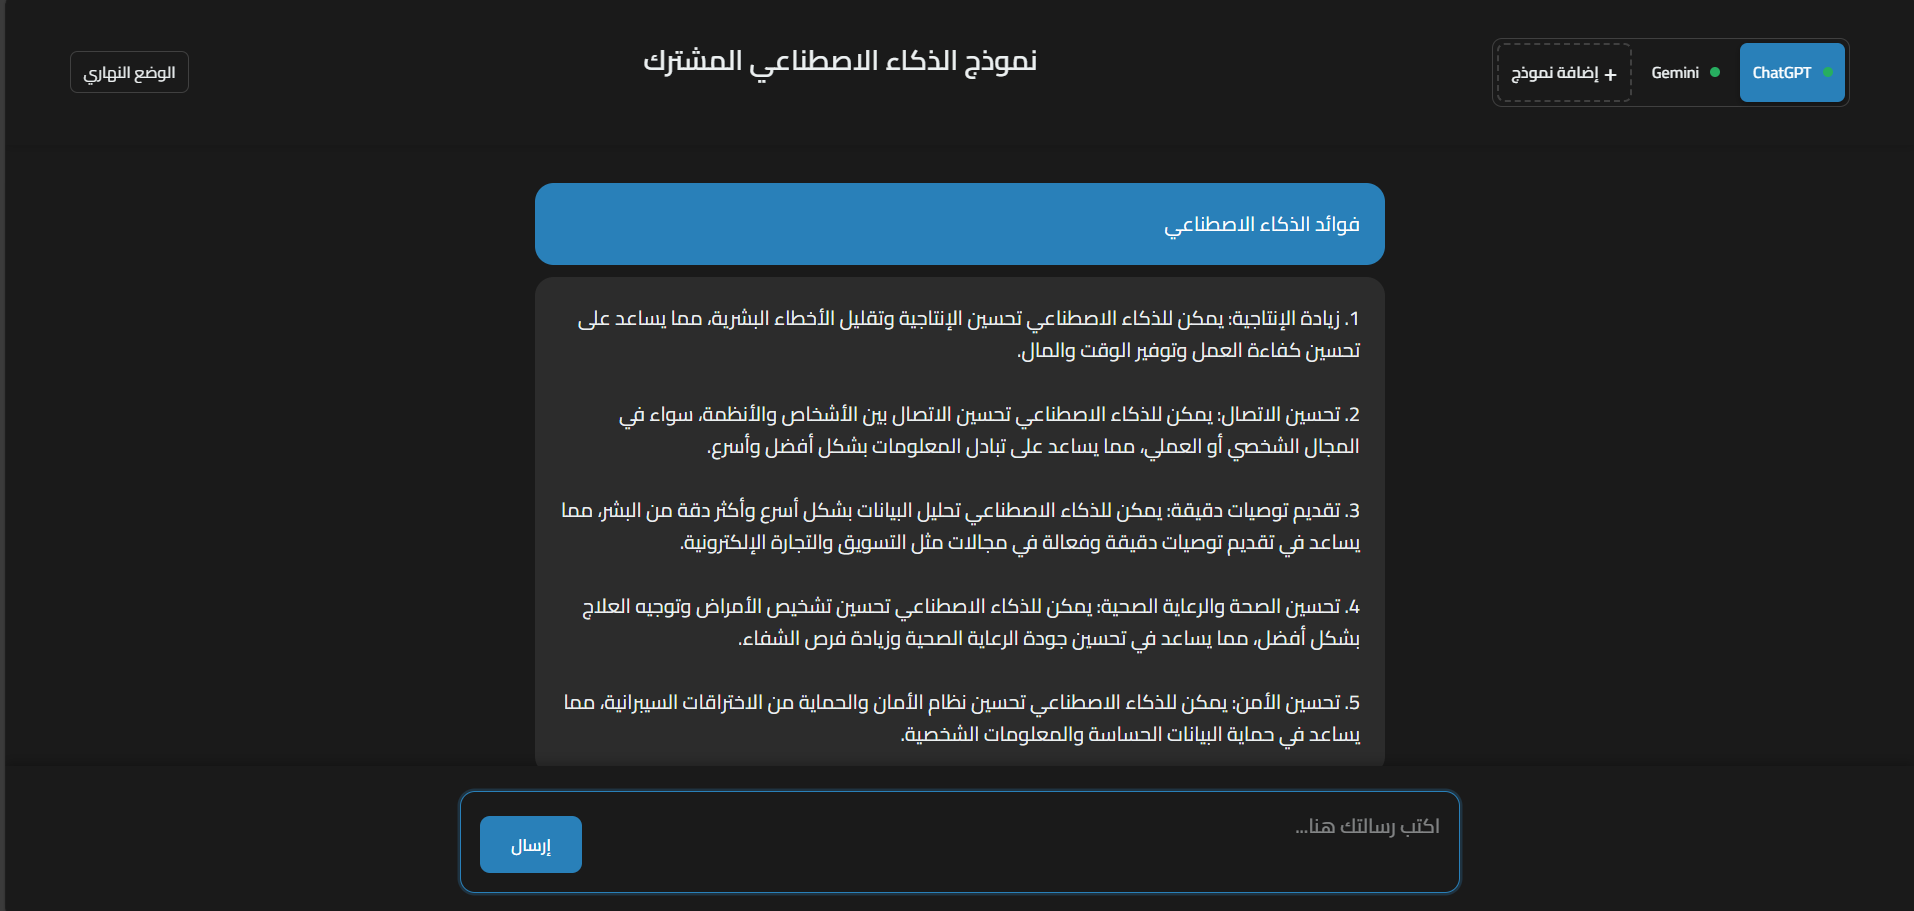 ChatGPT
Gemini
+ إضافة نموذج
نموذج الذكاء الاصطناعي المشترك
الوضع النهاري
فوائد الذكاء الاصطناعي
1. زيادة الإنتاجية: يمكن للذكاء الاصطناعي تحسين الإنتاجية وتقليل الأخطاء البشرية، مما يساعد على
تحسين كفاءة العمل وتوفير الوقت والمال.
2. تحسين الاتصال: يمكن للذكاء الاصطناعي تحسين الاتصال بين الأشخاص والأنظمة، سواء في
المجال الشخصي أو العملي، مما يساعد على تبادل المعلومات بشكل أفضل وأسرع.
3. تقديم توصيات دقيقة: يمكن للذكاء الاصطناعي تحليل البيانات بشكل أسرع وأكثر دقة من البشر، مما
يساعد في تقديم توصيات دقيقة وفعالة في مجالات مثل التسويق والتجارة الإلكترونية.
4. تحسين الصحة والرعاية الصحية: يمكن للذكاء الاصطناعي تحسين تشخيص الأمراض وتوجيه العلاج
بشكل أفضل، مما يساعد في تحسين جودة الرعاية الصحية وزيادة فرص الشفاء.
5. تحسين الأمن: يمكن للذكاء الاصطناعي تحسين نظام الأمان والحماية من الاختراقات السيبرانية، مما
يساعد في حماية البيانات الحساسة والمعلومات الشخصية.
اكتب رسالتك هنا...
إرسال